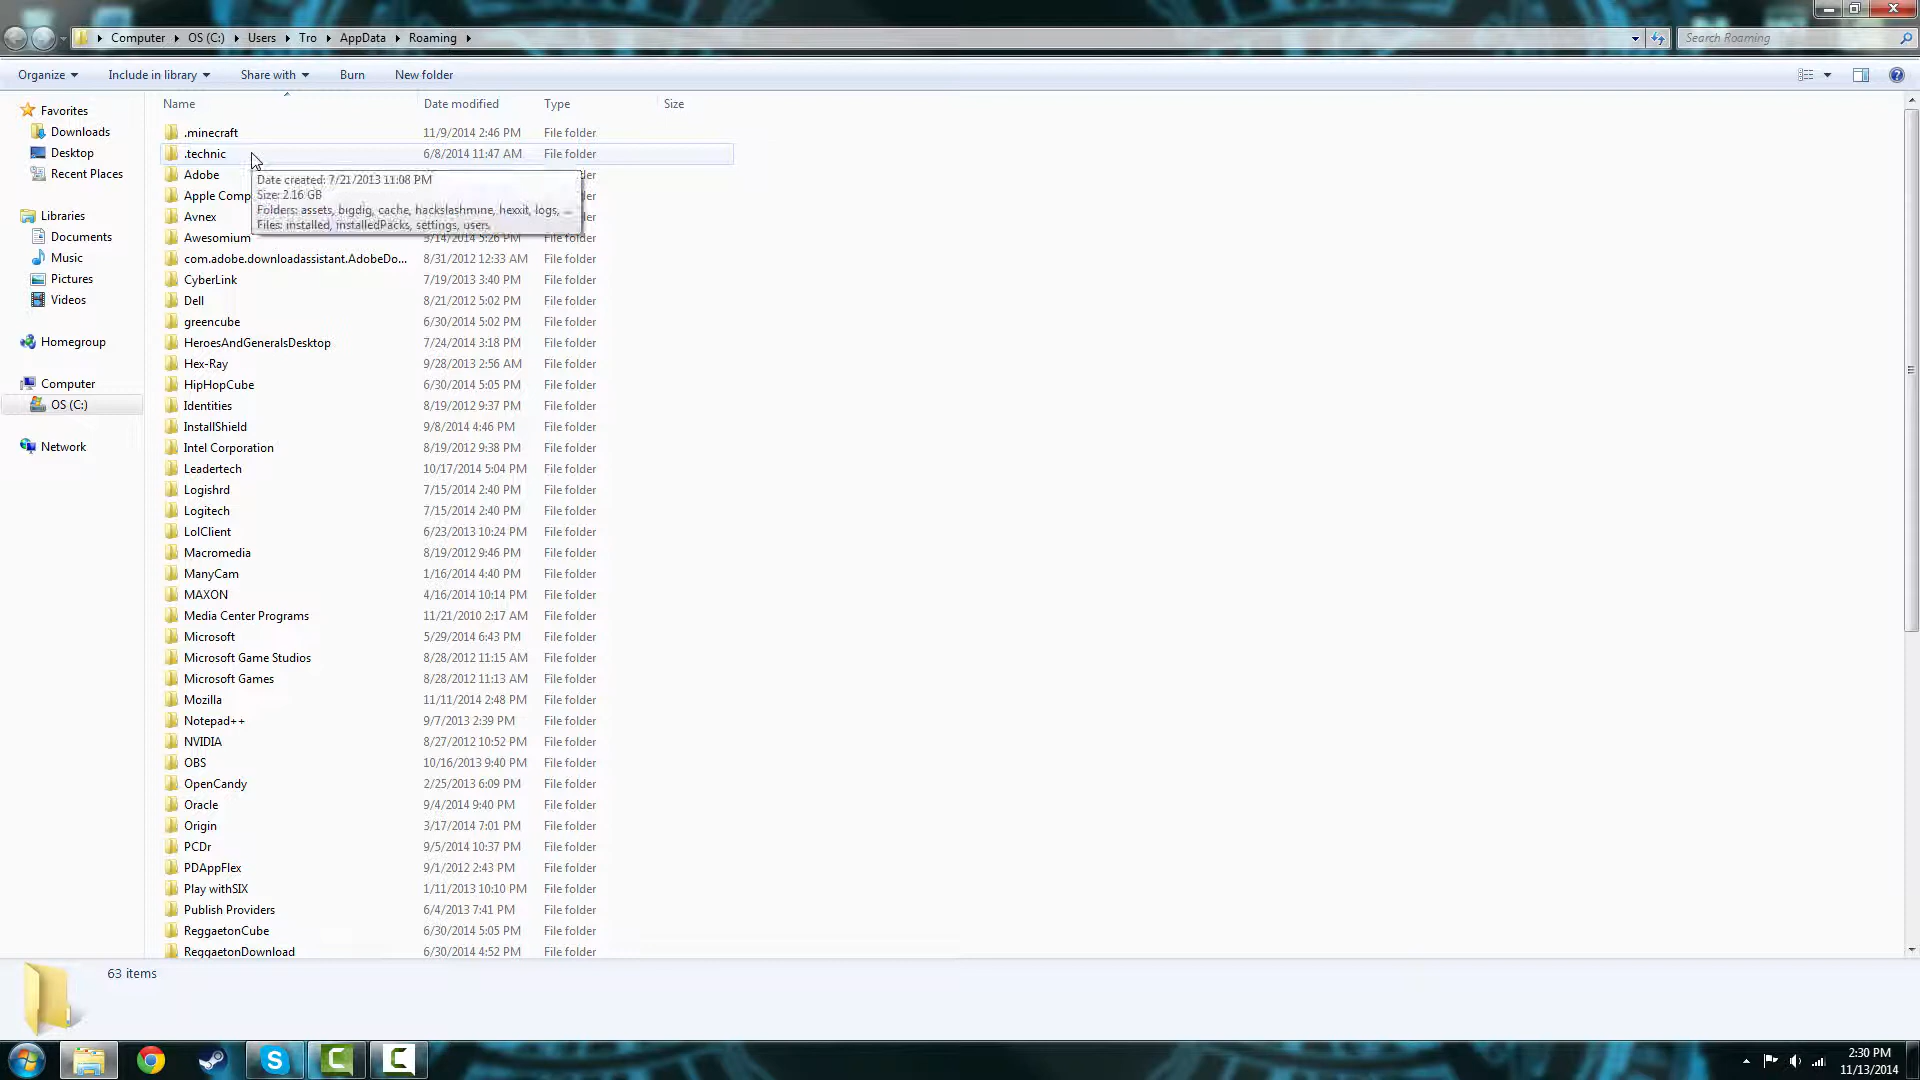 Computer OS (C:) Users Tro AppData Roaming Search Roaming
Organize Include in library Share with Burn New folder
Name Date modified Type Size
Favorites
Downloads
Desktop
Recent Places
Libraries
Documents
Music
Pictures
Videos
Homegroup
Computer
OS (C:)
Network
.minecraft 11/9/2014 2:46 PM File folder
.technic 6/8/2014 11:47 AM File folder
Adobe
Apple Comp
Avnex
Awesomium 3/14/2014 5:26 PM File folder
Date created: 7/21/2013 11:08 PM
Size: 2.16 GB
Folders: assets, bigdig, cache, hackslashmine, hexxit, logs, ...
Files: installed, installedPacks, settings, users
com.adobe.downloadassistant.AdobeDo... 8/31/2012 12:33 AM File folder
CyberLink 7/19/2013 3:40 PM File folder
Dell 8/21/2012 5:02 PM File folder
greencube 6/30/2014 5:02 PM File folder
HeroesAndGeneralsDesktop 7/24/2014 3:18 PM File folder
Hex-Ray 9/28/2013 2:56 AM File folder
HipHopCube 6/30/2014 5:05 PM File folder
Identities 8/19/2012 9:37 PM File folder
InstallShield 9/8/2014 4:46 PM File folder
Intel Corporation 8/19/2012 9:38 PM File folder
Leadertech 10/17/2014 5:04 PM File folder
Logishrd 7/15/2014 2:40 PM File folder
Logitech 7/15/2014 2:40 PM File folder
LolClient 6/23/2013 10:24 PM File folder
Macromedia 8/19/2012 9:46 PM File folder
ManyCam 1/16/2014 4:40 PM File folder
MAXON 4/16/2014 10:14 PM File folder
Media Center Programs 11/21/2010 2:17 AM File folder
Microsoft 5/29/2014 6:43 PM File folder
Microsoft Game Studios 8/28/2012 11:15 AM File folder
Microsoft Games 8/28/2012 11:13 AM File folder
Mozilla 11/11/2014 2:48 PM File folder
Notepad++ 9/7/2013 2:39 PM File folder
NVIDIA 8/27/2012 10:52 PM File folder
OBS 10/16/2013 9:40 PM File folder
OpenCandy 2/25/2013 6:09 PM File folder
Oracle 9/4/2014 9:40 PM File folder
Origin 3/17/2014 7:01 PM File folder
PCDr 9/5/2014 10:37 PM File folder
PDAppFlex 9/1/2012 2:43 PM File folder
Play withSIX 1/11/2013 10:10 PM File folder
Publish Providers 6/4/2013 7:41 PM File folder
ReggaetonCube 6/30/2014 5:05 PM File folder
ReggaetonDownload 6/30/2014 4:52 PM File folder
63 items
2:30 PM
11/13/2014